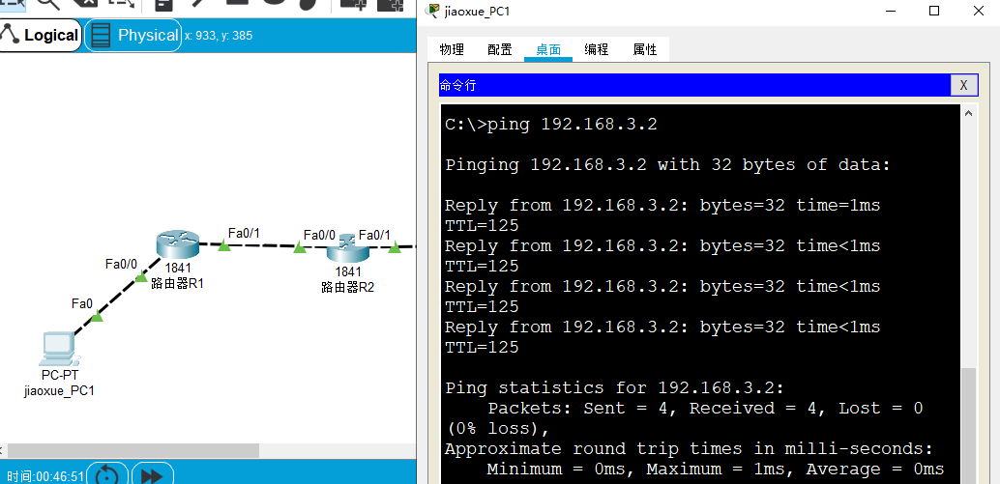 Logical
Physical
x: 933, y: 385
Fa0/1
Fa0/0
Fa0/1
Fa0/0
1841
路由器R1
1841
路由器R2
Fa0
PC-PT
jiaoxue_PC1
时间:00:46:51
jiaoxue_PC1
物理
配置
桌面
编程
属性
命令行
X
C:\>ping 192.168.3.2
Pinging 192.168.3.2 with 32 bytes of data:
Reply from 192.168.3.2: bytes=32 time=1ms
TTL=125
Reply from 192.168.3.2: bytes=32 time<1ms
TTL=125
Reply from 192.168.3.2: bytes=32 time<1ms
TTL=125
Reply from 192.168.3.2: bytes=32 time<1ms
TTL=125
Ping statistics for 192.168.3.2:
Packets: Sent = 4, Received = 4, Lost = 0
(0% loss),
Approximate round trip times in milli-seconds:
Minimum = 0ms, Maximum = 1ms, Average = 0ms